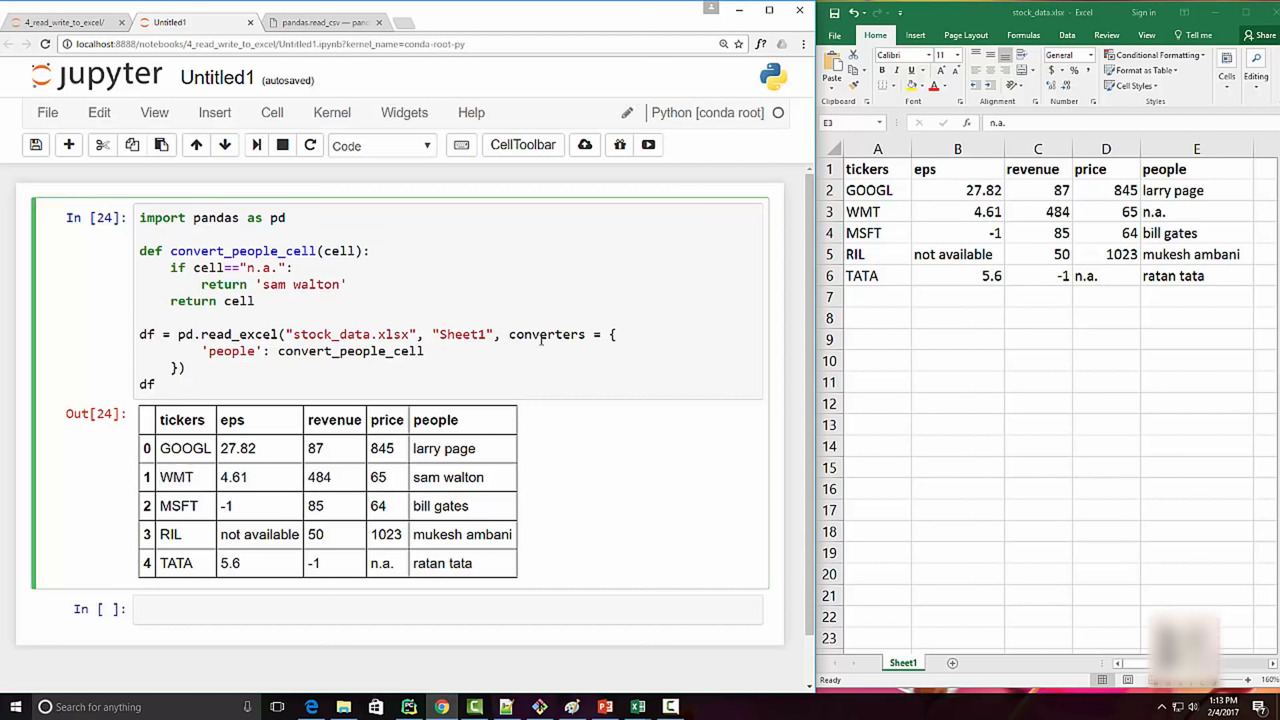 4_read_write_to_excel/
Untitled1
pandas.read_csv — pand
localhost:8888/notebooks/4_read_write_to_excel/Untitled1.ipynb?kernel_name=conda-root-py
jupyter Untitled1 (autosaved)
File Edit View Insert Cell Kernel Widgets Help
Python [conda root]
Code
CellToolbar
In [24]:
import pandas as pd
def convert_people_cell(cell):
if cell=="n.a.":
return 'sam walton'
return cell
df = pd.read_excel("stock_data.xlsx", "Sheet1", converters = {
'people': convert_people_cell
})
df
Out[24]:
tickers eps revenue price people
0 GOOGL 27.82 87 845 larry page
1 WMT 4.61 484 65 sam walton
2 MSFT -1 85 64 bill gates
3 RIL not available 50 1023 mukesh ambani
4 TATA 5.6 -1 n.a. ratan tata
In [ ]:
stock_data.xlsx - Excel
Sign in
File Home Insert Page Layout Formulas Data Review View Tell me Share
Paste
Clipboard
Calibri 11
B I U
Font
Alignment
General
$ % ,
Number
Conditional Formatting
Format as Table
Cell Styles
Styles
Cells
Editing
E3 fx n.a.
A B C D E
1 tickers eps revenue price people
2 GOOGL 27.82 87 845 larry page
3 WMT 4.61 484 65 n.a.
4 MSFT -1 85 64 bill gates
5 RIL not available 50 1023 mukesh ambani
6 TATA 5.6 -1 n.a. ratan tata
7
8
9
10
11
12
13
14
15
16
17
18
19
20
21
22
23
Sheet1
Ready
160%
Search for anything
1:13 PM
2/4/2017